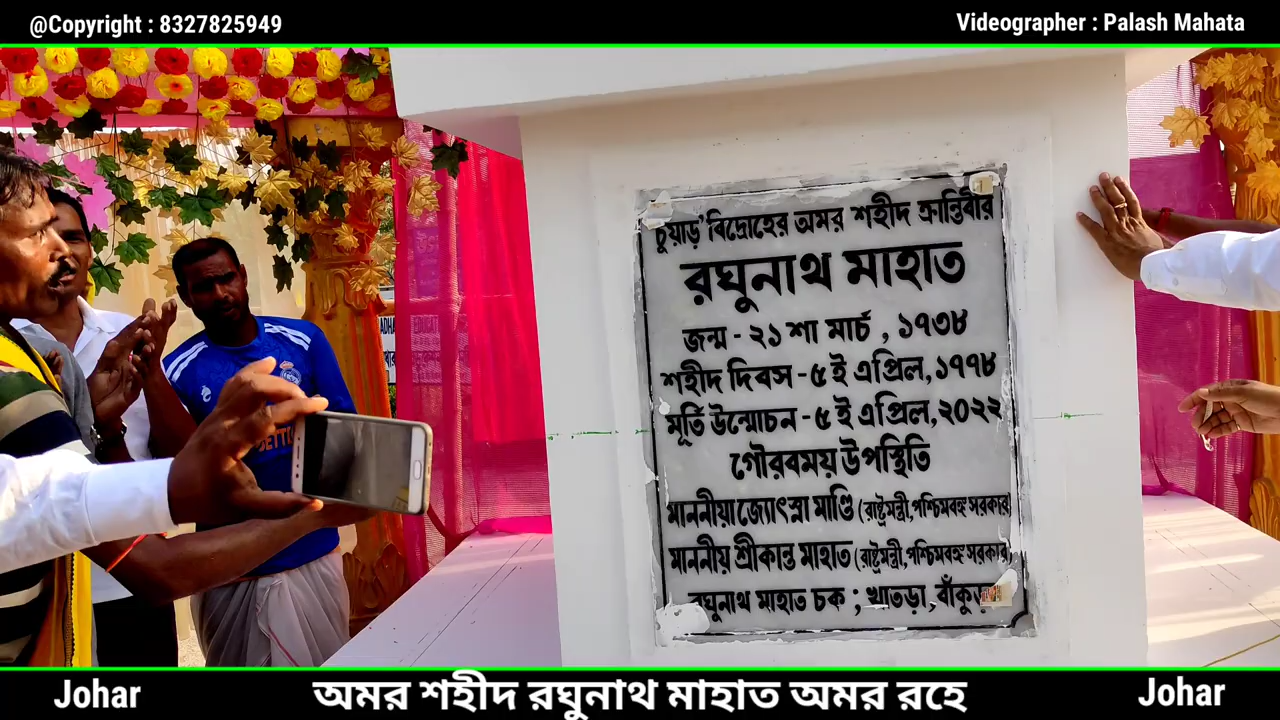 @Copyright : 8327825949
Videographer : Palash Mahata
চুয়াড়' বিদ্রোহের অমর শহীদ ক্রান্তিবীর
রঘুনাথ মাহাত
জন্ম - ২১ শা মার্চ , ১৭৩৮
শহীদ দিবস - ৫ ই এপ্রিল, ১৭৭৮
মূর্তি উন্মোচন - ৫ ই এপ্রিল, ২০২২
গৌরবময় উপস্থিতি
মাননীয়া জ্যোৎস্না মাণ্ডি (রাষ্ট্রমন্ত্রী, পশ্চিমবঙ্গ সরকার)
মাননীয় শ্রীকান্ত মাহাত (রাষ্ট্রমন্ত্রী, পশ্চিমবঙ্গ সরকার)
রঘুনাথ মাহাত চক ; খাতড়া, বাঁকুড়া
Johar
অমর শহীদ রঘুনাথ মাহাত অমর রহে
Johar